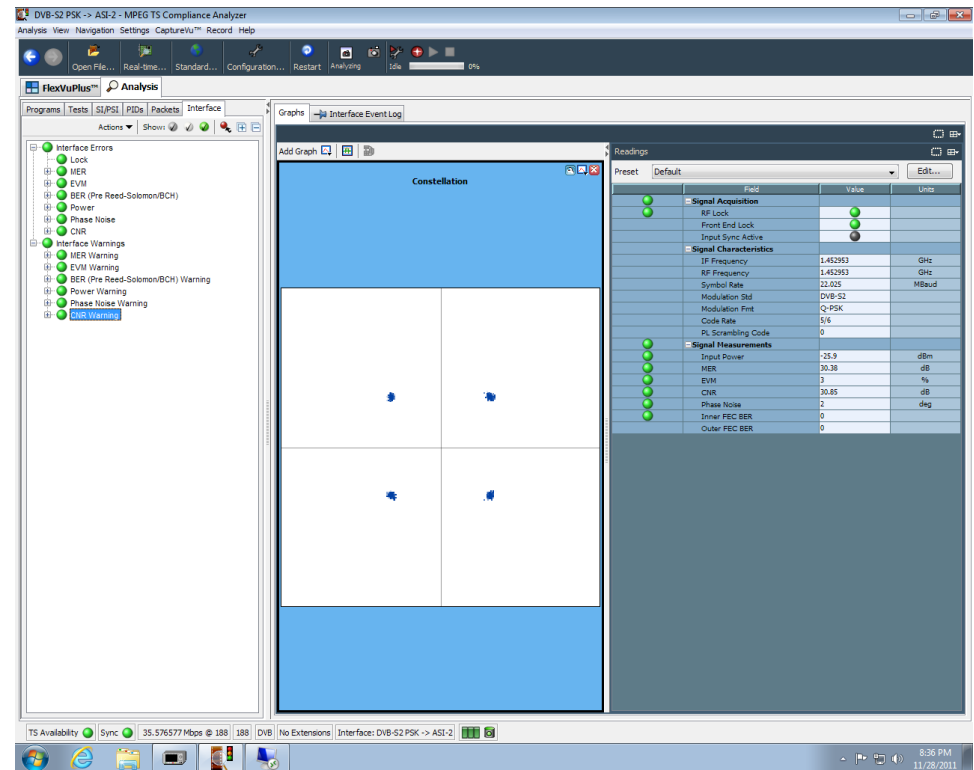 DVB-S2 PSK -> ASI-2 - MPEG TS Compliance Analyzer
Analysis View Navigation Settings CaptureVu™ Record Help
Open File... Real-time... Standard... Configuration... Restart Analyzing Idle 0%
FlexVuPlus™ Analysis
Programs Tests SI/PSI PIDs Packets Interface
Graphs Interface Event Log
Actions Show:
Interface Errors
Lock
MER
EVM
BER (Pre Reed-Solomon/BCH)
Power
Phase Noise
CNR
Interface Warnings
MER Warning
EVM Warning
BER (Pre Reed-Solomon/BCH) Warning
Power Warning
Phase Noise Warning
CNR Warning
Add Graph
Constellation
Readings
Preset Default Edit...
Field Value Units
Signal Acquisition
RF Lock
Front End Lock
Input Sync Active
Signal Characteristics
IF Frequency 1.452953 GHz
RF Frequency 1.452953 GHz
Symbol Rate 22.025 MBaud
Modulation Std DVB-S2
Modulation Fmt Q-PSK
Code Rate 5/6
PL Scrambling Code 0
Signal Measurements
Input Power -25.9 dBm
MER 30.38 dB
EVM 3 %
CNR 30.85 dB
Phase Noise 2 deg
Inner FEC BER 0
Outer FEC BER 0
TS Availability Sync 35.576577 Mbps @ 188 188 DVB No Extensions Interface: DVB-S2 PSK -> ASI-2
8:36 PM
11/28/2011